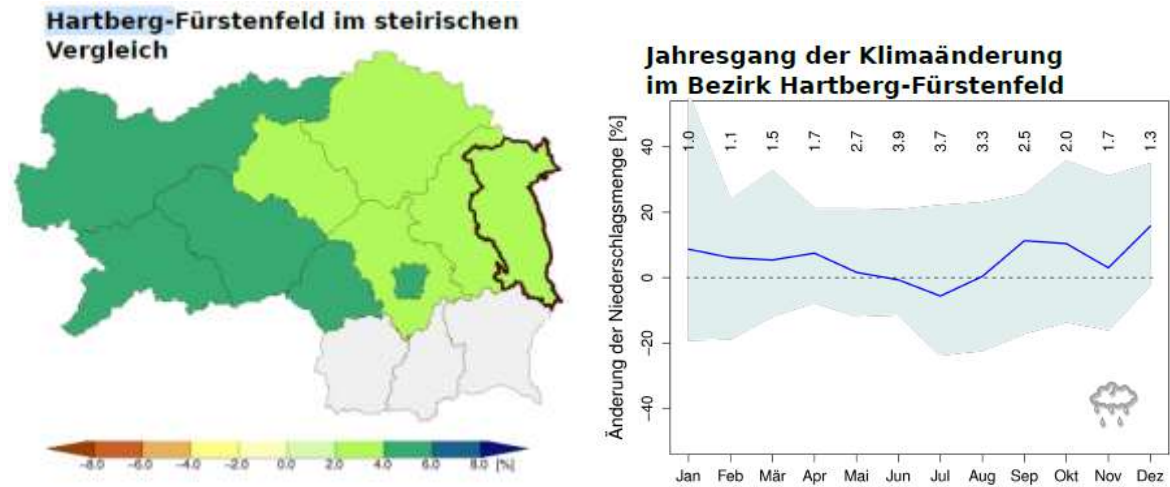 Hartberg-Fürstenfeld im steirischen
Vergleich
-8.0 -6.0 -4.0 -2.0 0.0 2.0 4.0 6.0 8.0 [%]
Jahresgang der Klimaänderung
im Bezirk Hartberg-Fürstenfeld
Änderung der Niederschlagsmenge [%]
40
20
0
−20
−40
1.0 1.1 1.5 1.7 2.7 3.9 3.7 3.3 2.5 2.0 1.7 1.3
Jan Feb Mär Apr Mai Jun Jul Aug Sep Okt Nov Dez